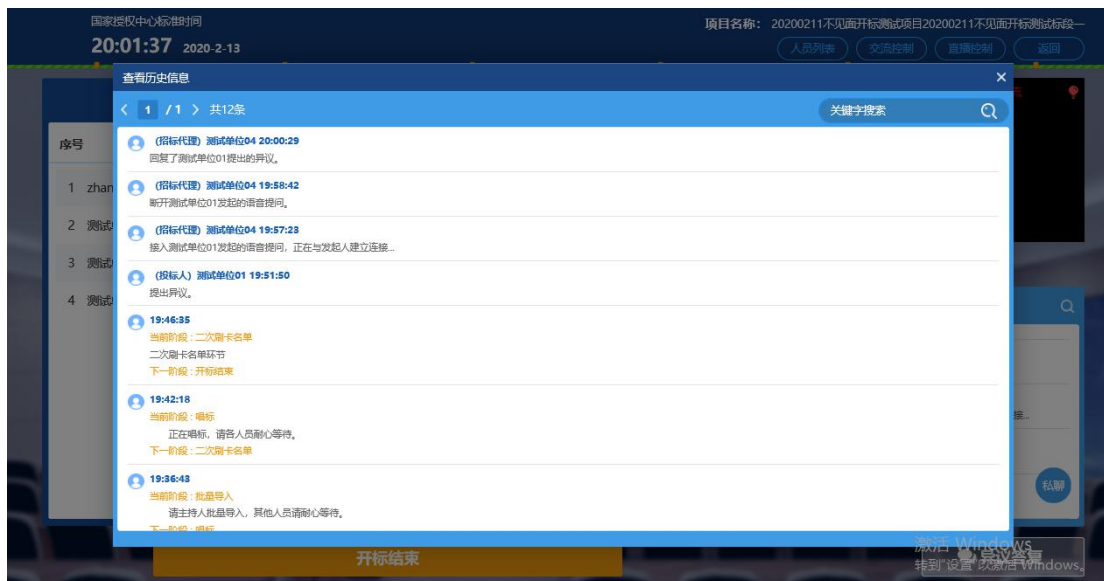 国家授权中心标准时间
项目名称: 20200211不见面开标测试项目20200211不见面开标测试标段一
20:01:37 2020-2-13
人员列表 交流控制 直播控制 返回
查看历史信息
1 / 1 共12条
关键字搜索
序号
(招标代理) 测试单位04 20:00:29
回复了测试单位01提出的异议。
1 zhan
(招标代理) 测试单位04 19:58:42
断开测试单位01发起的语音提问。
2 测试
(招标代理) 测试单位04 19:57:23
接入测试单位01发起的语音提问, 正在与发起人建立连接...
3 测试
(投标人) 测试单位01 19:51:50
提出异议。
4 测试
19:46:35
当前阶段 : 二次刷卡名单
二次刷卡名单环节
下一阶段 : 开标结束
19:42:18
当前阶段 : 唱标
正在唱标, 请各人员耐心等待。
下一阶段 : 二次刷卡名单
19:36:43
当前阶段 : 批量导入
请主持人批量导入, 其他人员请耐心等待。
下一阶段 : 唱标
私聊
开标结束
异议答复
激活 Windows
转到"设置"以激活 Windows。